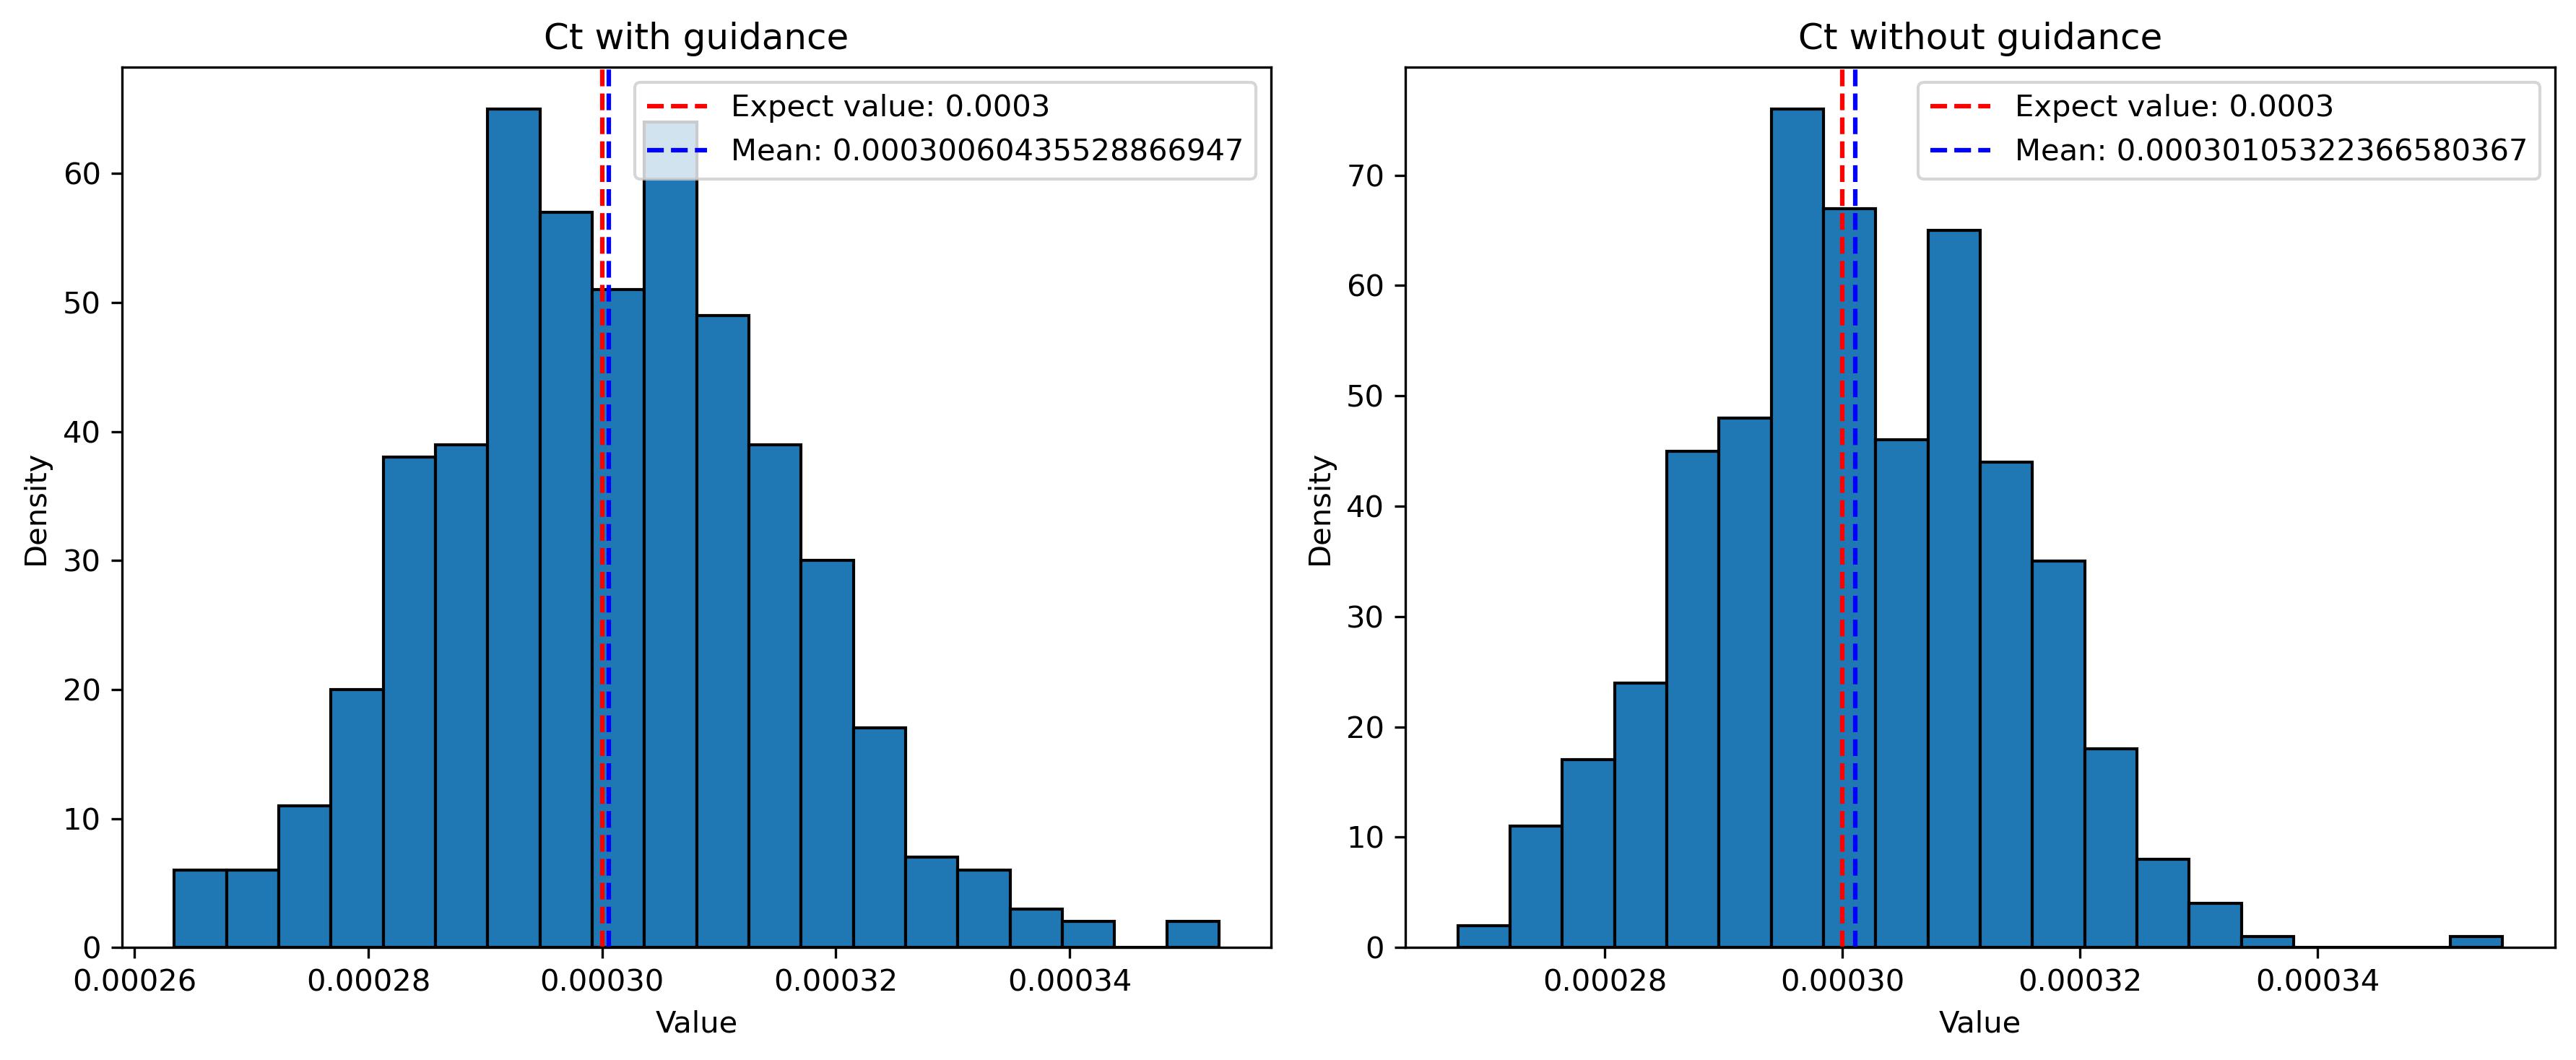 Ct with guidance
Expect value: 0.0003
Mean: 0.00030060435528866947
Density
60
50
40
30
20
10
0
0.00026 0.00028 0.00030 0.00032 0.00034
Value
Ct without guidance
Expect value: 0.0003
Mean: 0.00030105322366580367
Density
70
60
50
40
30
20
10
0
0.00028 0.00030 0.00032 0.00034
Value